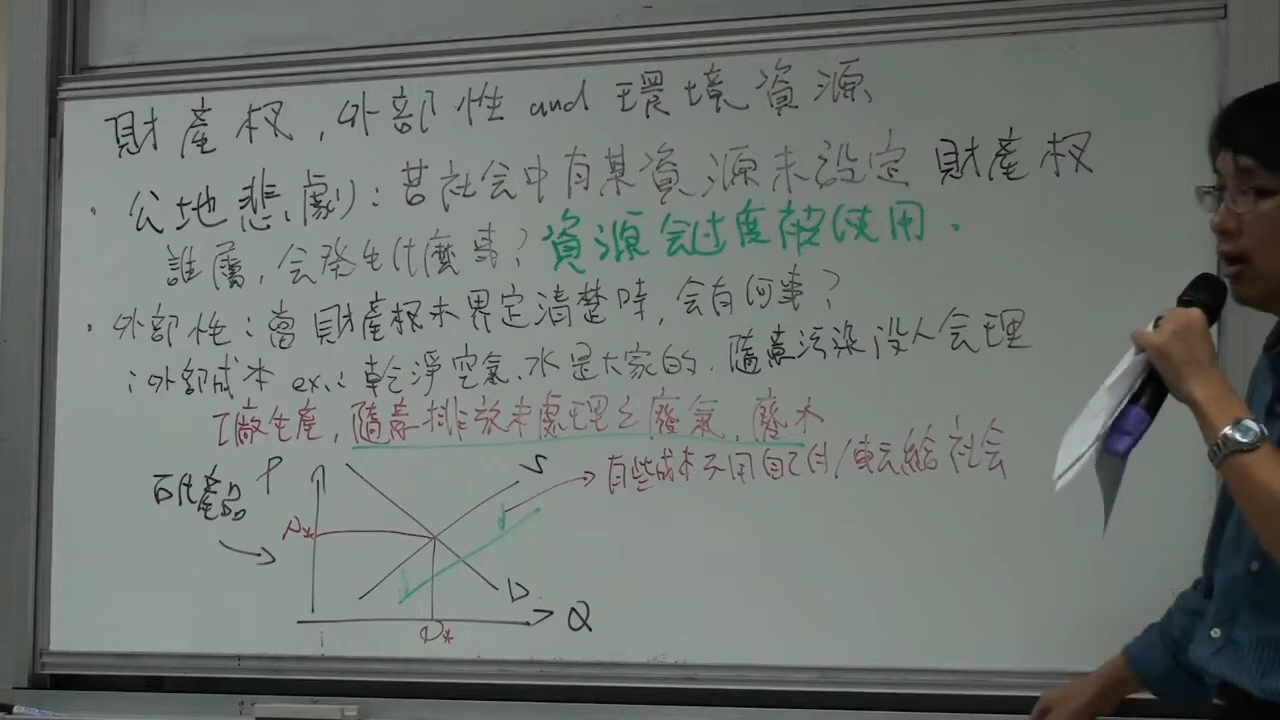 財產权,外部性 and 環境資源
· 公地悲劇:若社会中有某資源未設定 財產权
誰屬,会發生什麼事? 資源会过度被使用.
· 外部性:當 財產权未界定清楚時,会有何事?
外部成本 ex.: 乾淨空氣、水是大家的.隨意污染没人会理
工廠生產,隨意排放未處理之廢氣、廢水
S 有些成本不用自己付/丟給社会
石化產品 P
P*
D
Q
Q*